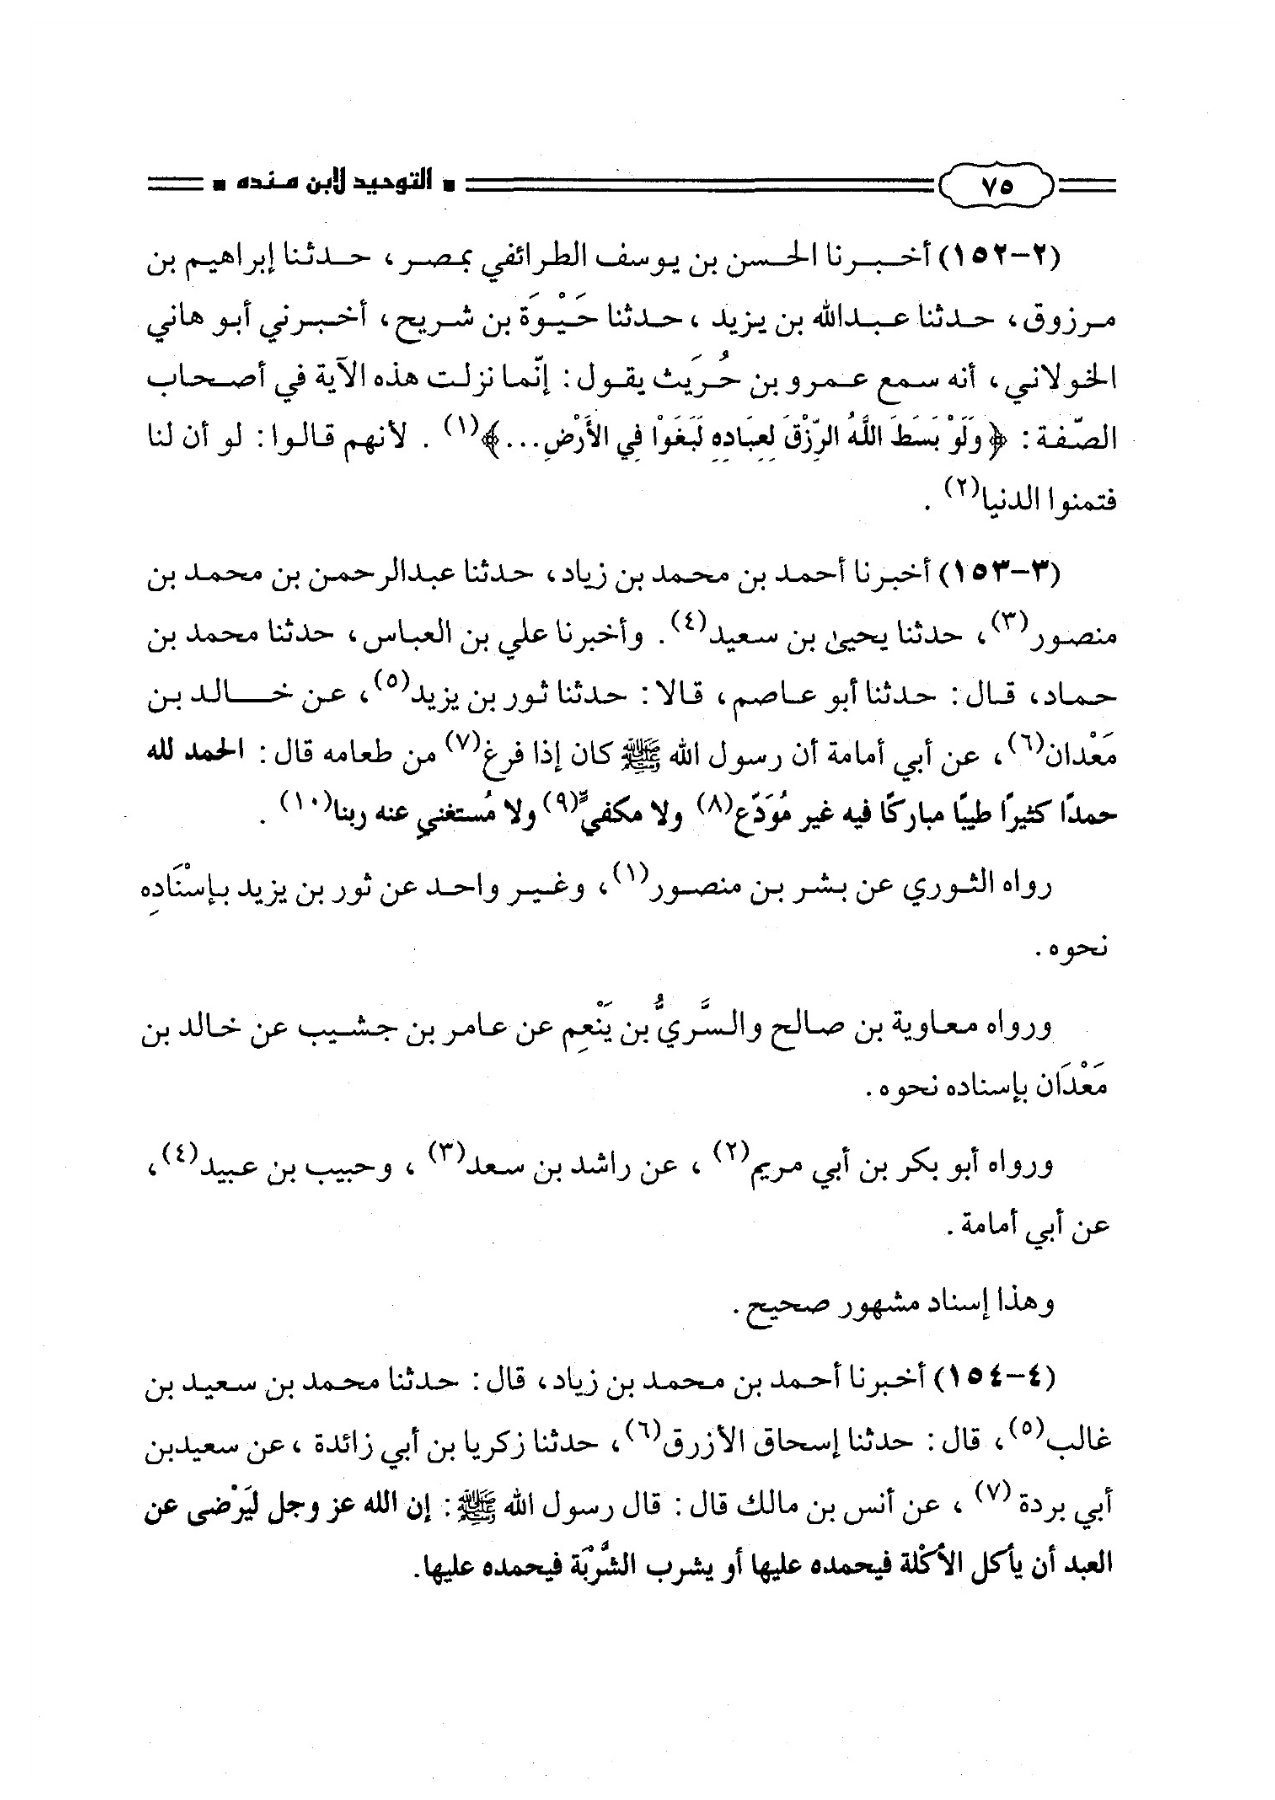 ٧٥ ▪ التوحيد لابن منده ▪
(٢-١٥٢) أخبرنا الحسن بن يوسف الطرائفي بمصر، حدثنا إبراهيم بن
مرزوق، حدثنا عبدالله بن يزيد، حدثنا حَيْوَة بن شريح، أخبرني أبو هاني
الخولاني، أنه سمع عمرو بن حُرَيث يقول: إنّما نزلت هذه الآية في أصحاب
الصّفة: ﴿وَلَوْ بَسَطَ اللَّهُ الرِّزْقَ لِعِبَادِهِ لَبَغَوْا فِي الأَرْضِ...﴾(١). لأنهم قالوا: لو أن لنا
فتمنوا الدنيا(٢).
(٣-١٥٣) أخبرنا أحمد بن محمد بن زياد، حدثنا عبدالرحمن بن محمد بن
منصور(٣)، حدثنا يحيىٰ بن سعيد(٤). وأخبرنا علي بن العباس، حدثنا محمد بن
حماد، قال: حدثنا أبو عاصم، قالا: حدثنا ثور بن يزيد(٥)، عن خالد بن
مَعْدان(٦)، عن أبي أمامة أن رسول الله ﷺ كان إذا فرغ(٧) من طعامه قال: الحمد لله
حمدًا كثيرًا طيبًا مباركًا فيه غير مُوَدّع(٨) ولا مكفيٍّ(٩) ولا مُستغنيٍ عنه ربنا(١٠).
رواه الثوري عن بشر بن منصور(١)، وغير واحد عن ثور بن يزيد بإسْنَادِه
نحوه.
ورواه معاوية بن صالح والسَّريُّ بن يَنْعِم عن عامر بن جشيب عن خالد بن
مَعْدَان بإسناده نحوه.
ورواه أبو بكر بن أبي مريم(٢)، عن راشد بن سعد(٣)، وحبيب بن عبيد(٤)،
عن أبي أمامة.
وهذا إسناد مشهور صحيح.
(٤-١٥٤) أخبرنا أحمد بن محمد بن زياد، قال: حدثنا محمد بن سعيد بن
غالب(٥)، قال: حدثنا إسحاق الأزرق(٦)، حدثنا زكريا بن أبي زائدة، عن سعيدبن
أبي بردة(٧)، عن أنس بن مالك قال: قال رسول الله ﷺ: إن الله عز وجل ليَرْضى عن
العبد أن يأكل الأكْلة فيحمده عليها أو يشرب الشُّرْبَة فيحمده عليها.